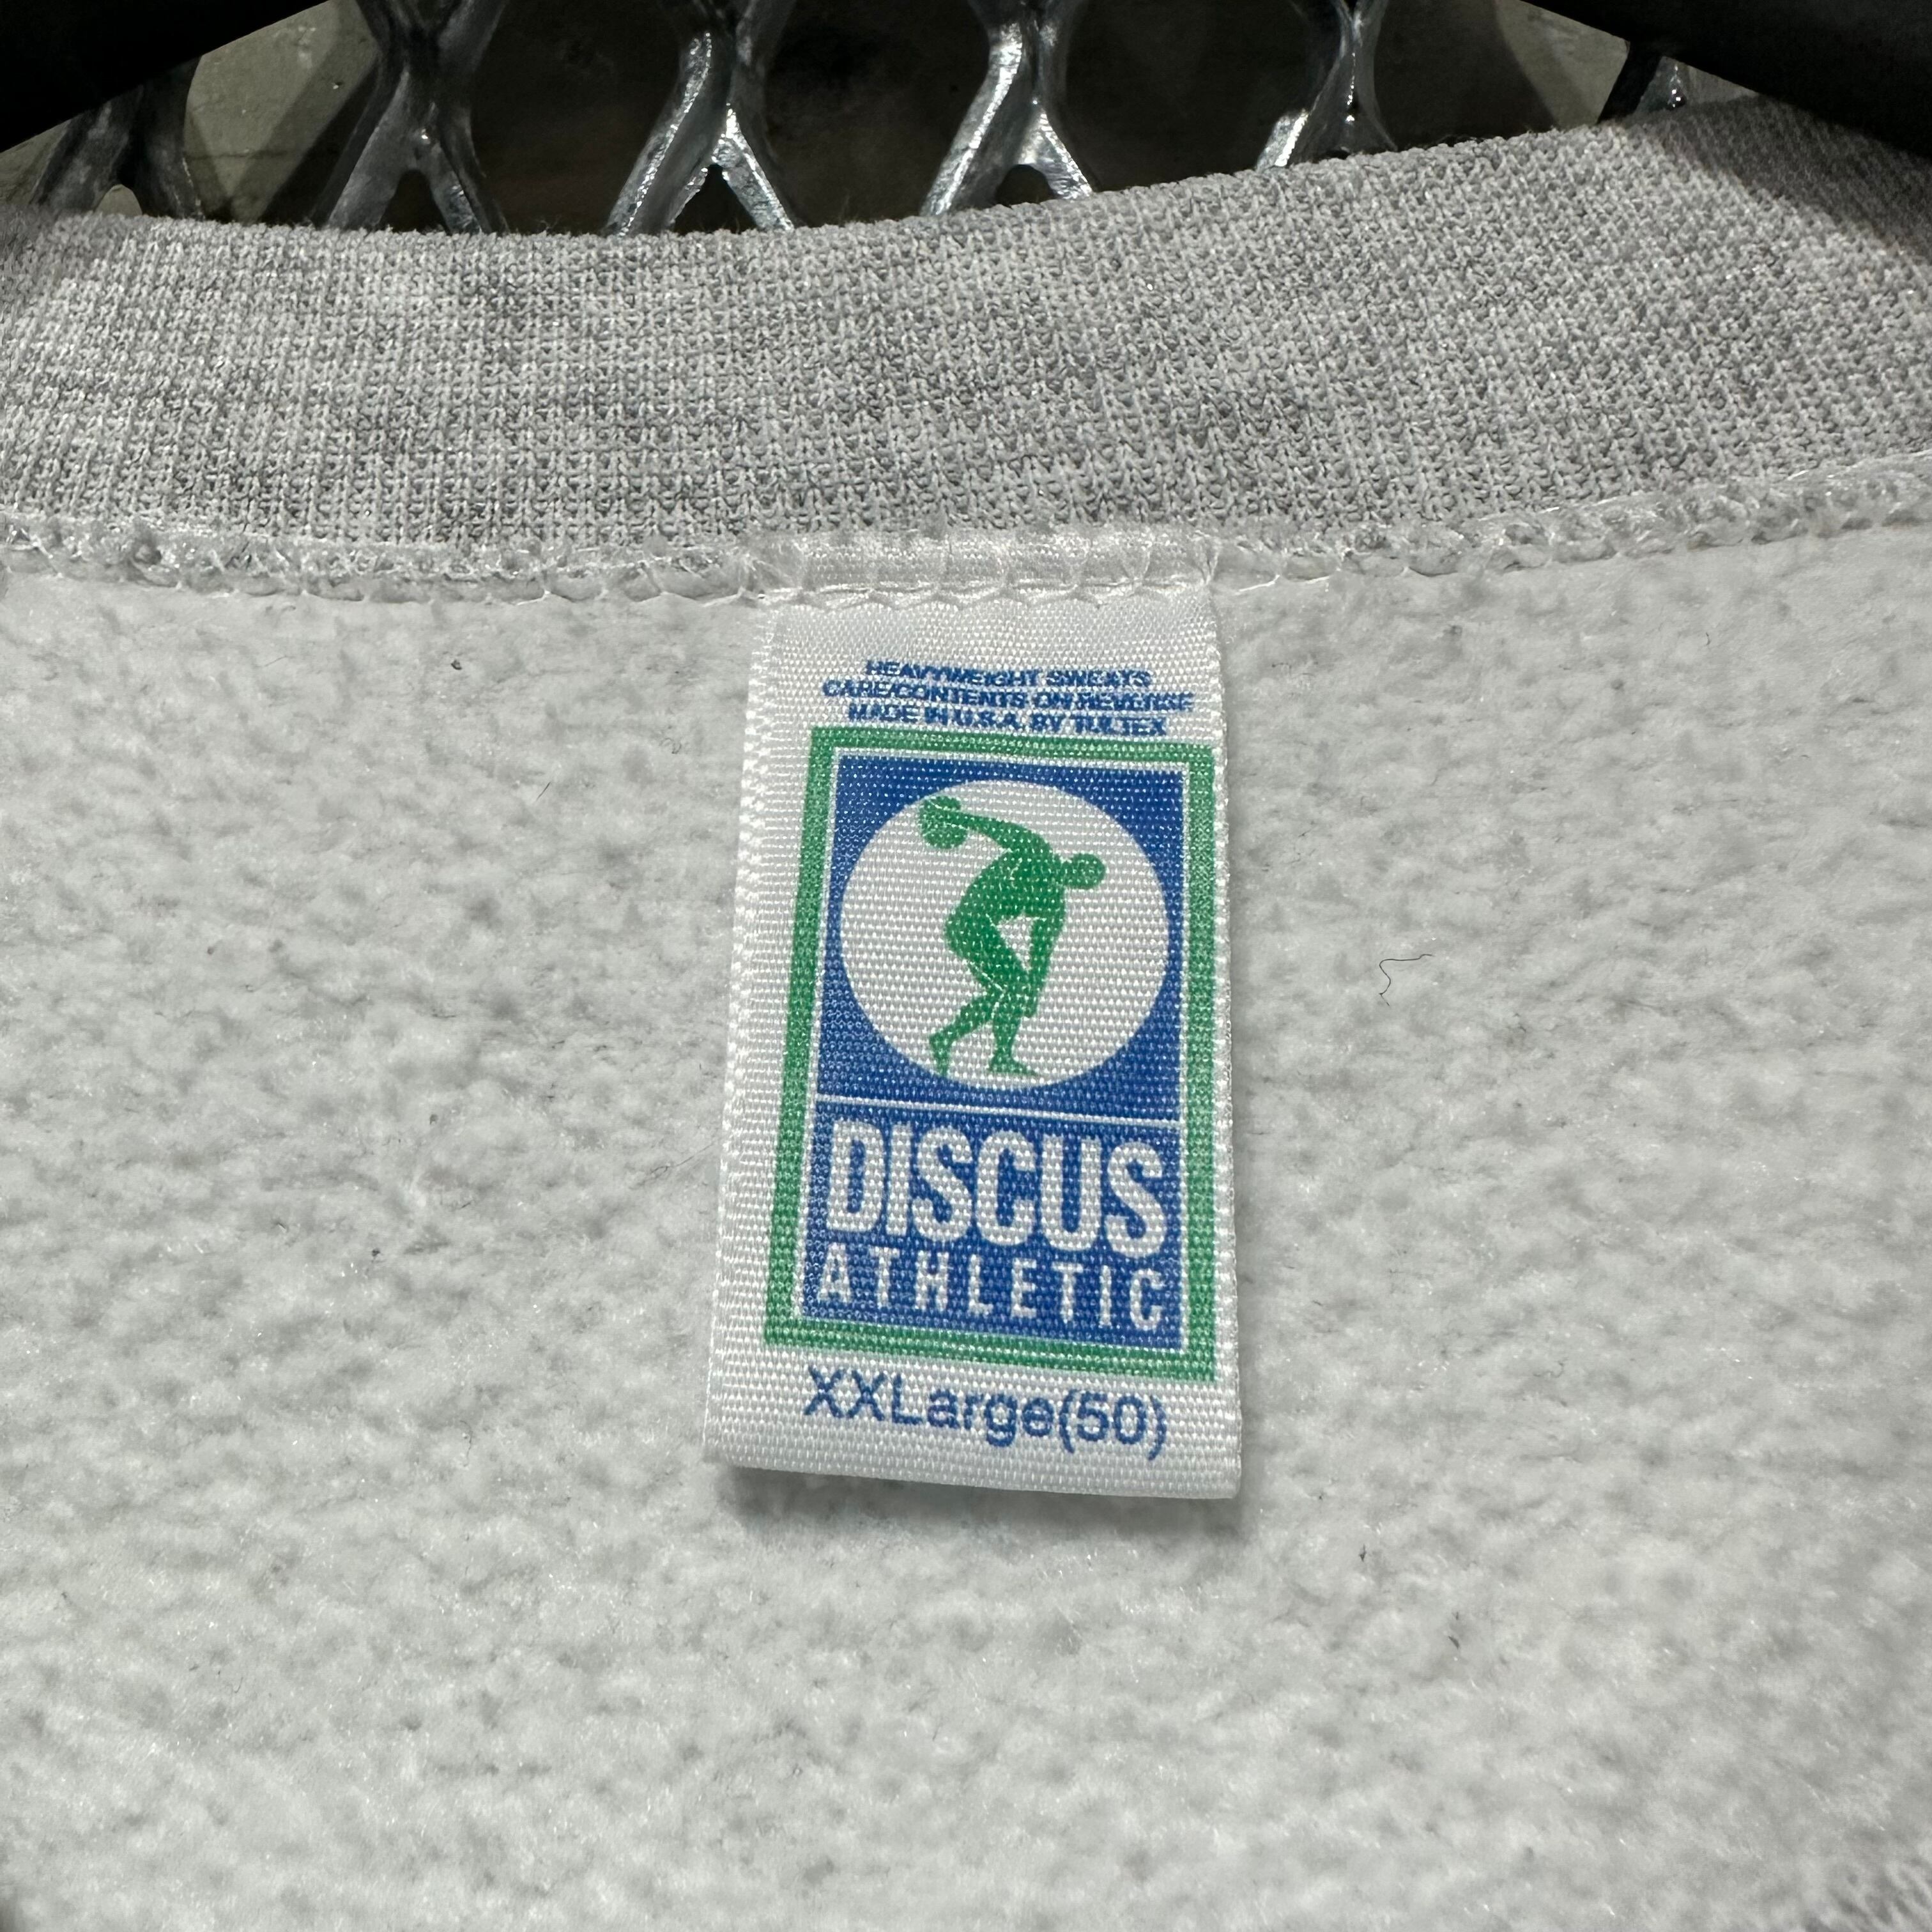 HEAVYWEIGHT SWEATS
CARE/CONTENTS ON REVERSE
MADE IN U.S.A. BY TULTEX
DISCUS
ATHLETIC
XXLarge(50)